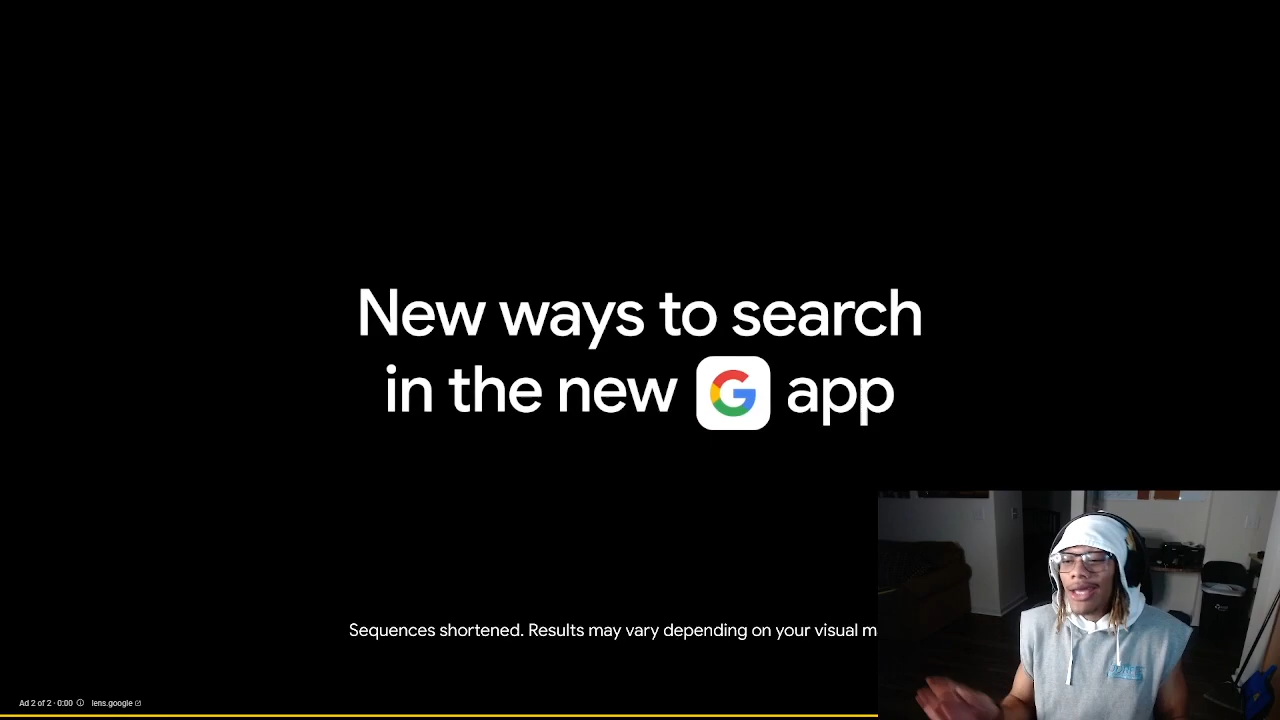 New ways to search
in the new G app
Sequences shortened. Results may vary depending on your visual m
Ad 2 of 2 · 0:00 lens.google